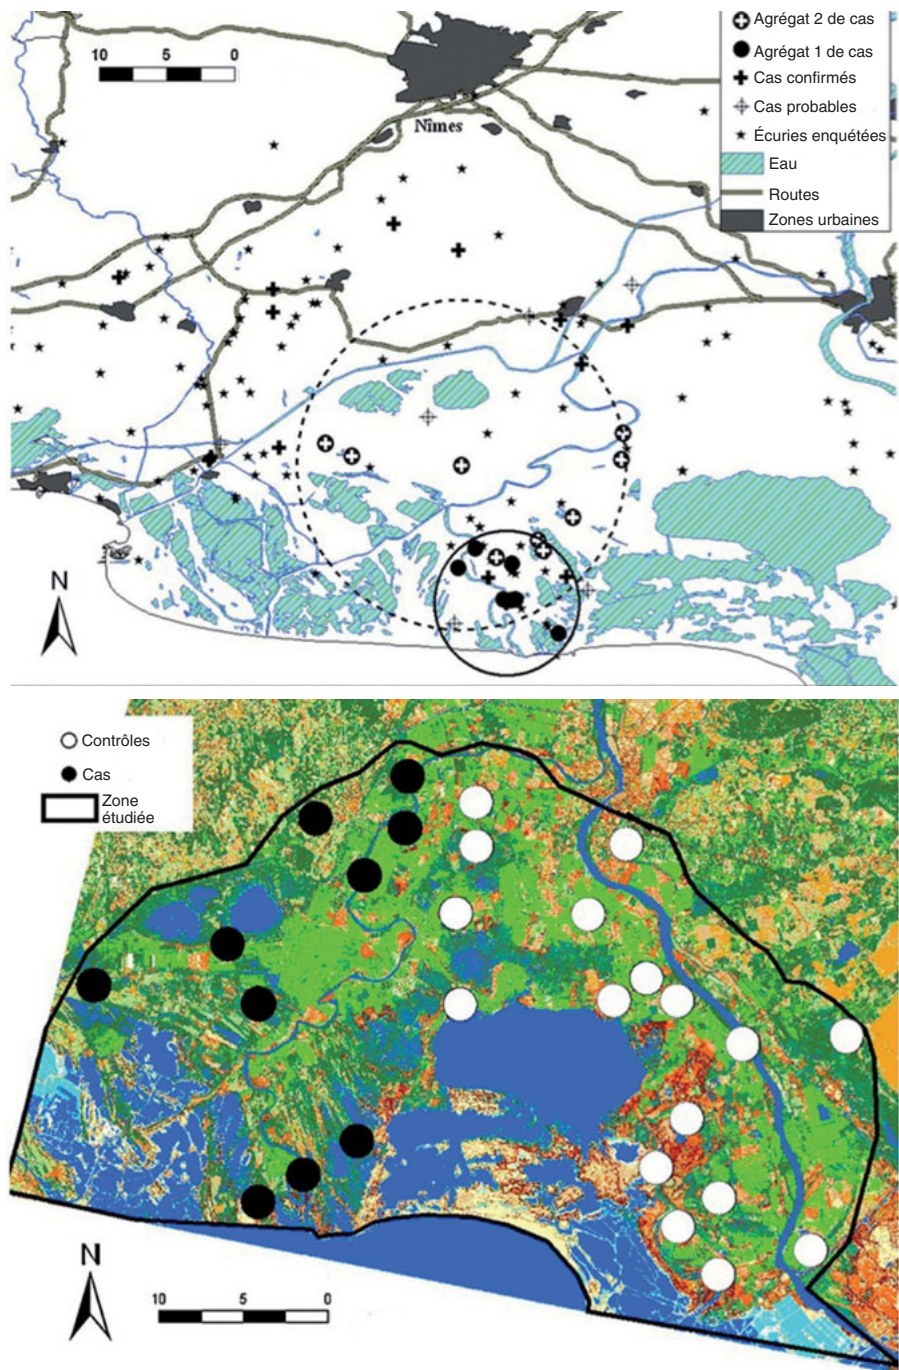 Agrégat 2 de cas
10 5 0
Agrégat 1 de cas
Cas confirmés
Cas probables
Nîmes
Écuries enquétées
Eau
Routes
Zones urbaines
N
Contrôles
Cas
Zone
étudiée
N
10 5 0